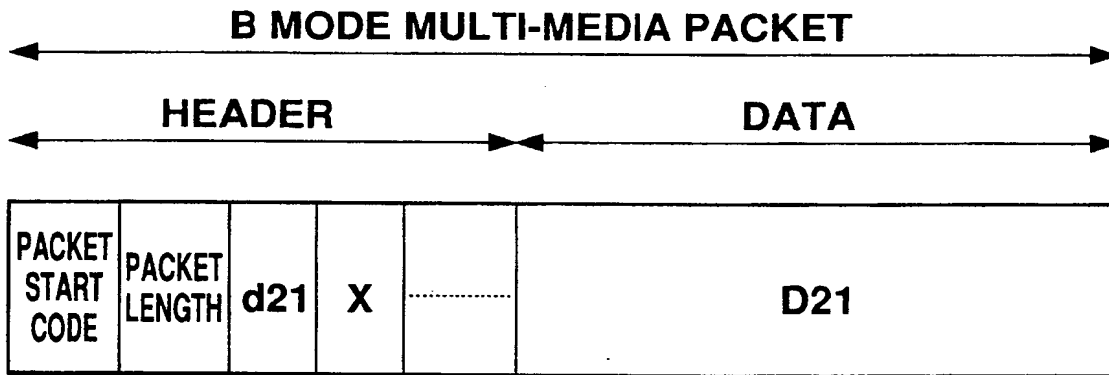 B MODE MULTI-MEDIA PACKET
HEADER
DATA
PACKET
START
CODE
PACKET
LENGTH
d21
X
D21